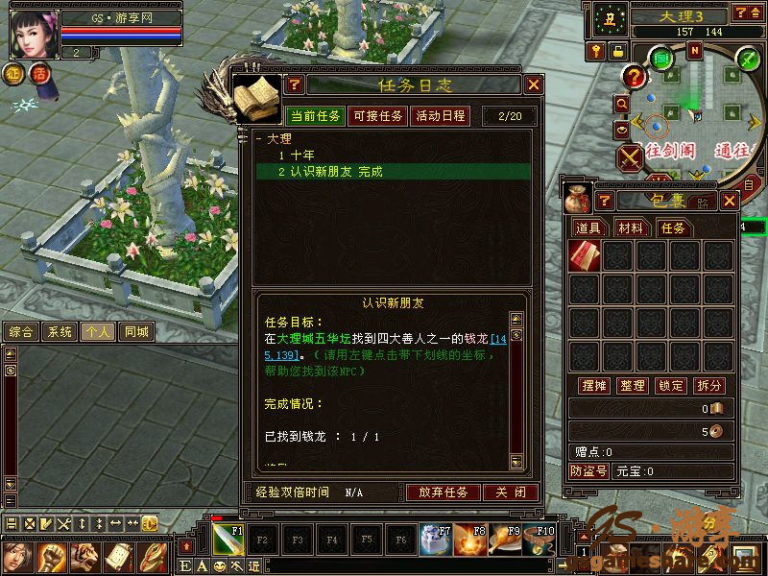 GS·游享网
2
征 活
丑
大理3
?
157 144
N
往剑阁 通往
任务日志
?
当前任务 可接任务 活动日程 2/20
- 大理
1 十年
2 认识新朋友 完成
认识新朋友
任务目标：
在大理城五华坛找到四大善人之一的钱龙[14
5,139]。（请用左键点击带下划线的坐标，
帮助您找到该NPC）
完成情况：
已找到钱龙 ： 1 / 1
经验双倍时间 N/A 放弃任务 关 闭
? 包裹
道具 材料 任务
摆摊 整理 锁定 拆分
0
5
赠点:0
防盗号 元宝:0
综合 系统 个人 同城
F1 F2 F3 F4 F5 F6 F7 F8 F9 F10
E A 近
1
GS·游享